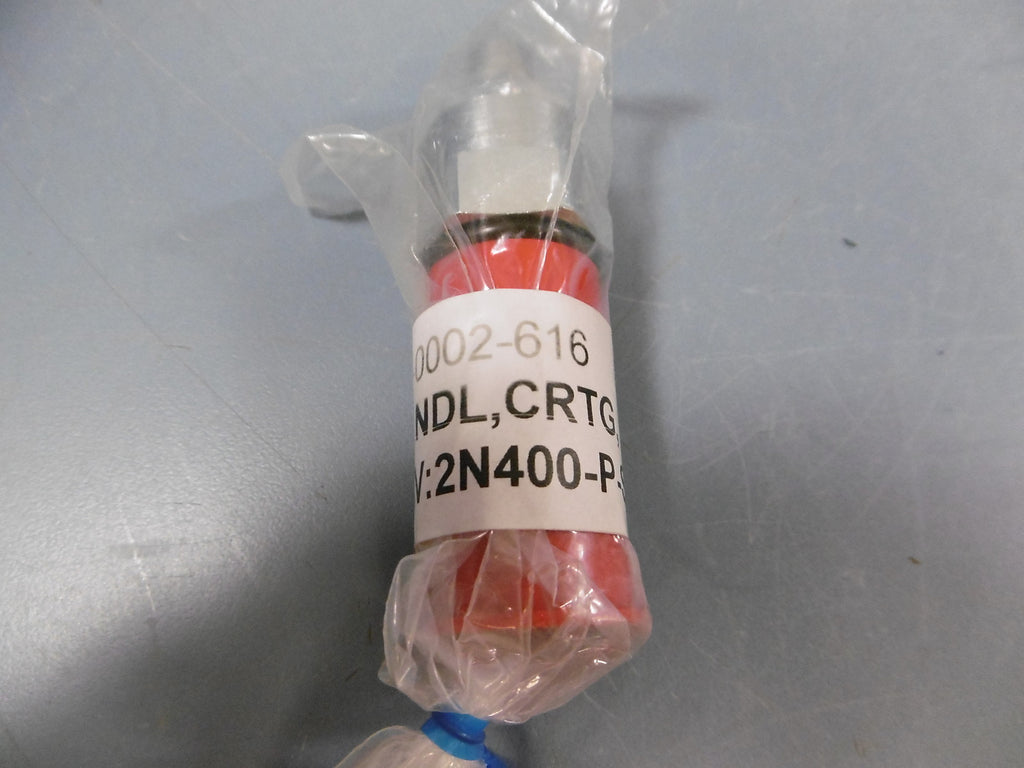 0002-616
NDL,CRTG,
V:2N400-P-